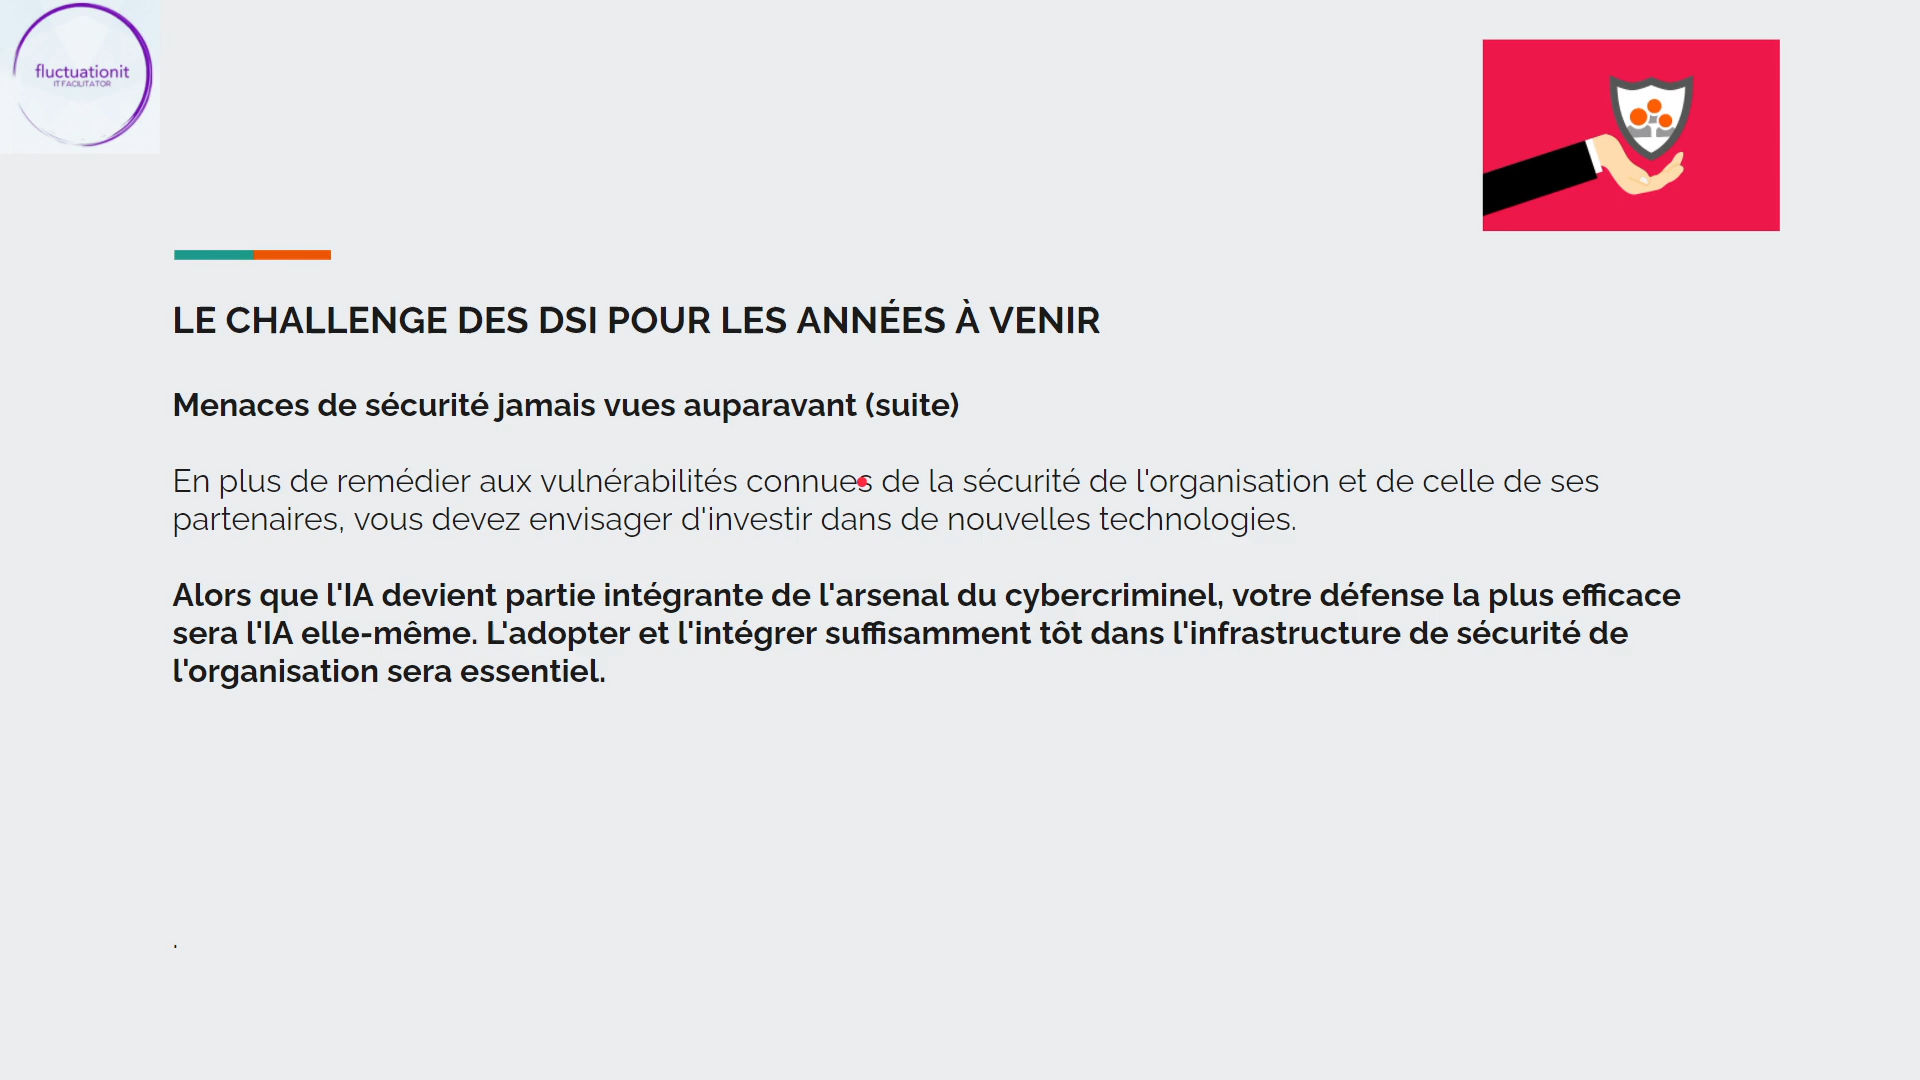 fluctuationit
IT FACILITATOR
LE CHALLENGE DES DSI POUR LES ANNÉES À VENIR
Menaces de sécurité jamais vues auparavant (suite)
En plus de remédier aux vulnérabilités connues de la sécurité de l'organisation et de celle de ses
partenaires, vous devez envisager d'investir dans de nouvelles technologies.
Alors que l'IA devient partie intégrante de l'arsenal du cybercriminel, votre défense la plus efficace
sera l'IA elle-même. L'adopter et l'intégrer suffisamment tôt dans l'infrastructure de sécurité de
l'organisation sera essentiel.
.